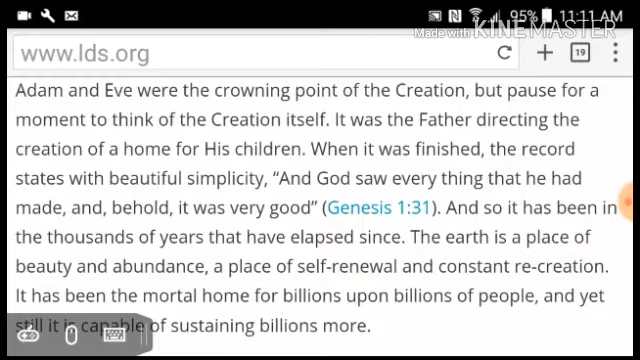 95% 11:11 AM
Made with KINEMASTER
www.lds.org
19
Adam and Eve were the crowning point of the Creation, but pause for a
moment to think of the Creation itself. It was the Father directing the
creation of a home for His children. When it was finished, the record
states with beautiful simplicity, “And God saw every thing that he had
made, and, behold, it was very good” (Genesis 1:31). And so it has been in
the thousands of years that have elapsed since. The earth is a place of
beauty and abundance, a place of self-renewal and constant re-creation.
It has been the mortal home for billions upon billions of people, and yet
still it is capable of sustaining billions more.